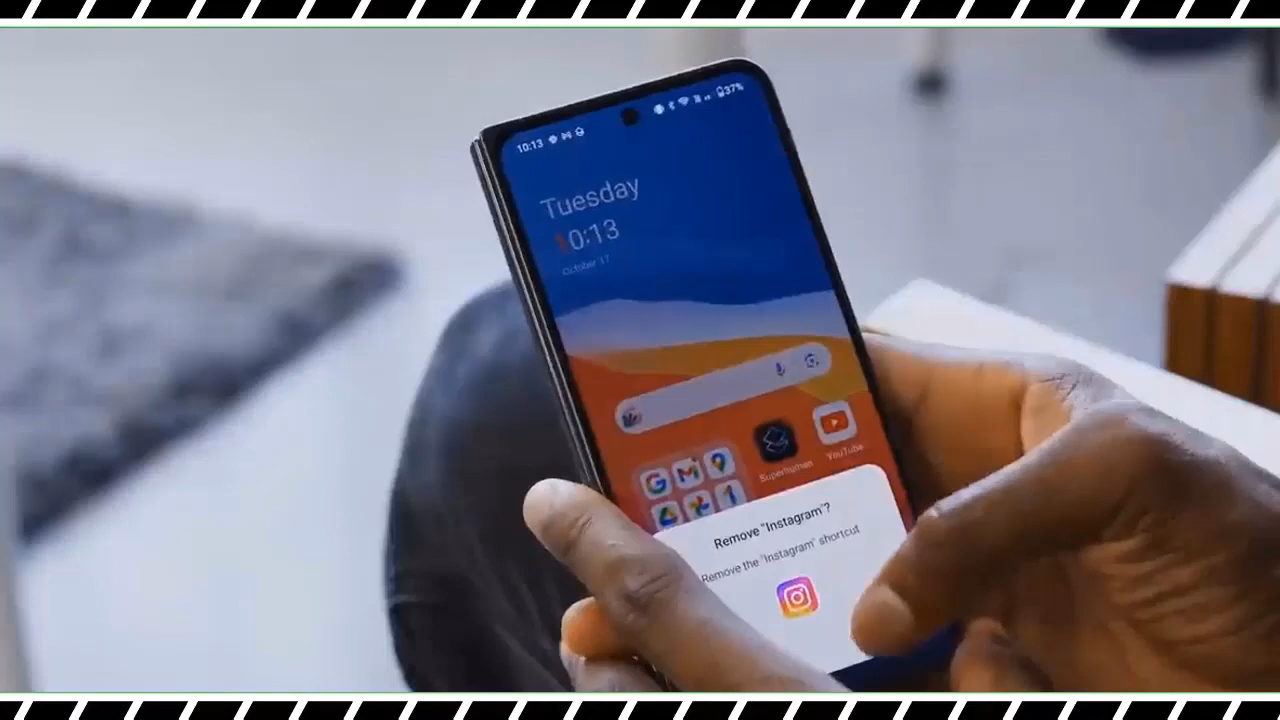 10:13
37%
Tuesday
10:13
October 17
Superhuman
YouTube
Remove "Instagram"?
Remove the "Instagram" shortcut